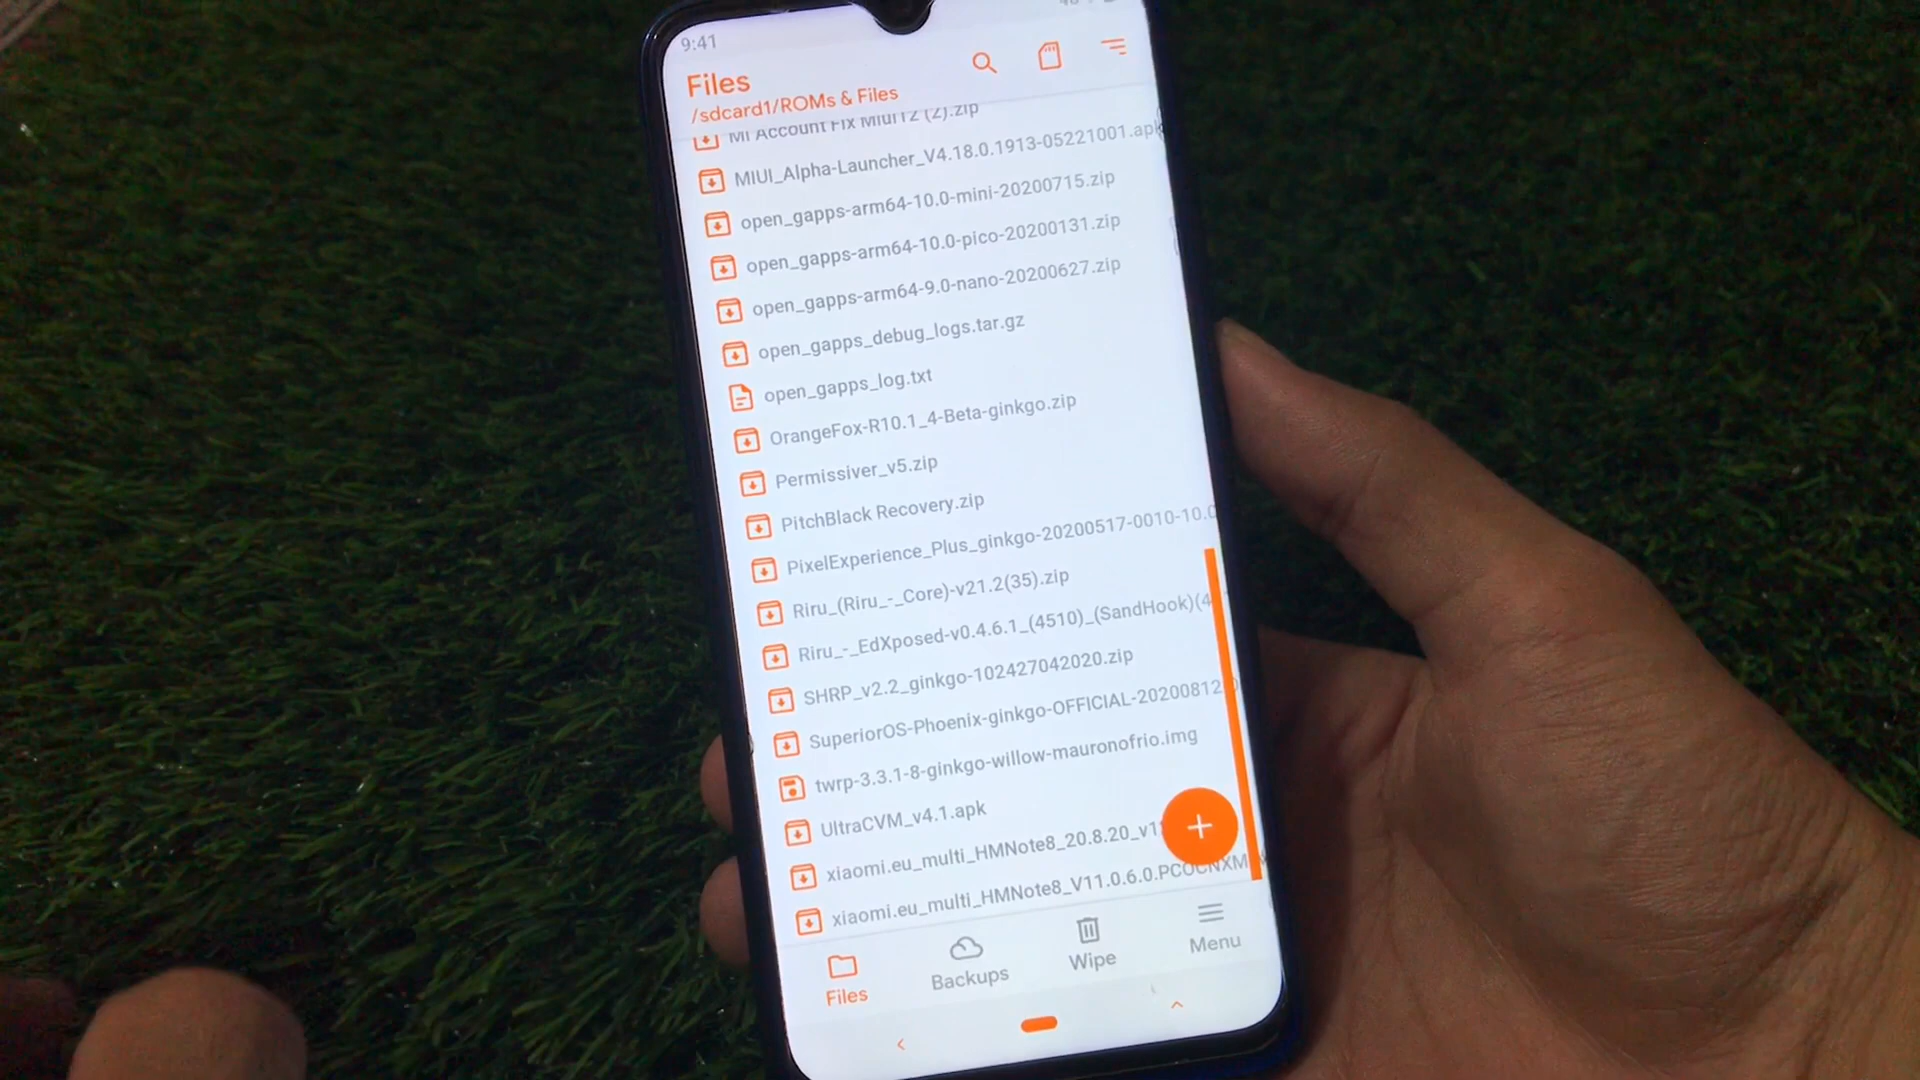 9:41
Files
/sdcard1/ROMs & Files
MI Account Fix Miui12 (2).zip
MIUI_Alpha-Launcher_V4.18.0.1913-05221001.apk
open_gapps-arm64-10.0-mini-20200715.zip
open_gapps-arm64-10.0-pico-20200131.zip
open_gapps-arm64-9.0-nano-20200627.zip
open_gapps_debug_logs.tar.gz
open_gapps_log.txt
OrangeFox-R10.1_4-Beta-ginkgo.zip
Permissiver_v5.zip
PitchBlack Recovery.zip
PixelExperience_Plus_ginkgo-20200517-0010-10.0
Riru_(Riru_-_Core)-v21.2(35).zip
Riru_-_EdXposed-v0.4.6.1_(4510)_(SandHook)(4
SHRP_v2.2_ginkgo-102427042020.zip
SuperiorOS-Phoenix-ginkgo-OFFICIAL-20200812
twrp-3.3.1-8-ginkgo-willow-mauronofrio.img
UltraCVM_v4.1.apk
xiaomi.eu_multi_HMNote8_20.8.20_v1
xiaomi.eu_multi_HMNote8_V11.0.6.0.PCOCNXM
Files
Backups
Wipe
Menu